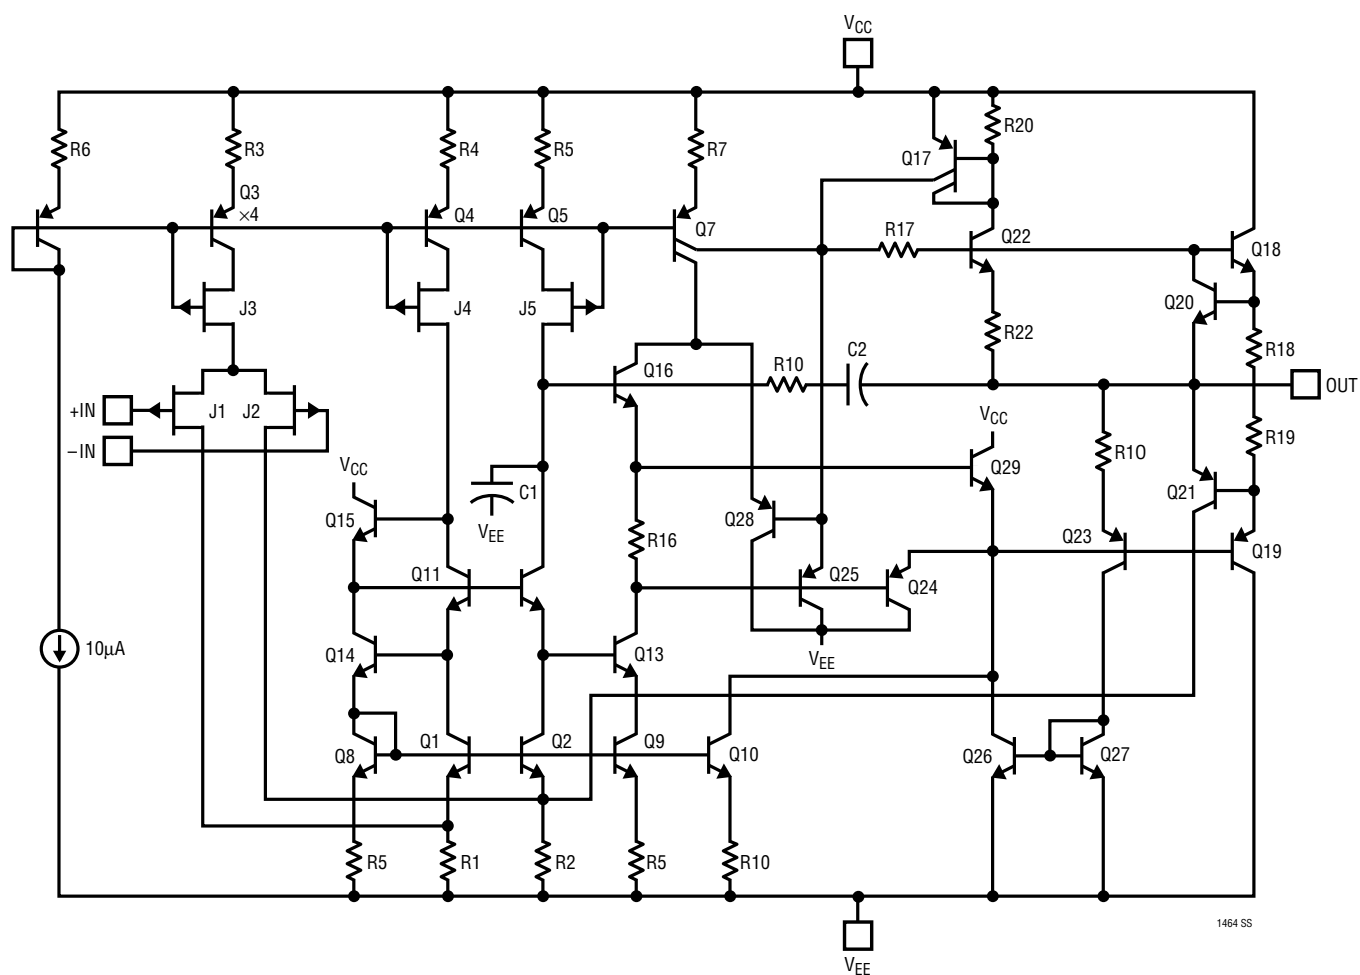 VCC
R6
R3
R4
R5
R7
R20
Q17
Q3
×4
Q4
Q5
Q7
R17
Q22
Q18
J3
J4
J5
Q20
R22
R18
Q16
R10
C2
OUT
+IN
J1
J2
−IN
VCC
R10
R19
VCC
C1
Q29
Q21
Q15
VEE
R16
Q28
Q23
Q19
Q11
Q25
Q24
10µA
Q14
Q13
VEE
Q8
Q1
Q2
Q9
Q10
Q26
Q27
R5
R1
R2
R5
R10
1464 SS
VEE